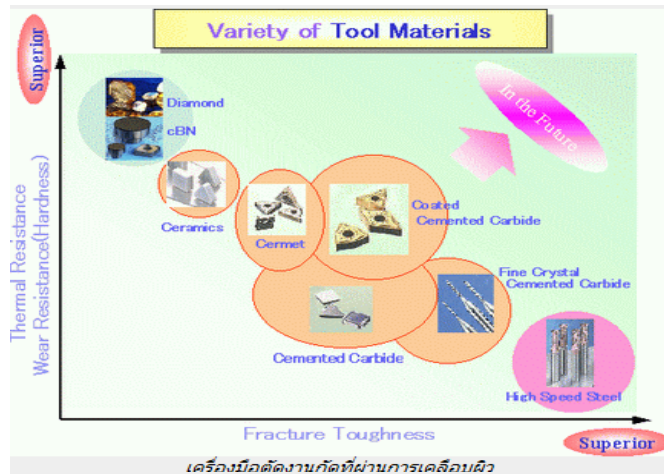 Variety of Tool Materials
Superior
Thermal Resistance
Wear Resistance(Hardness)
Diamond
cBN
Ceramics
Cermet
Coated
Cemented Carbide
In the Future
Fine Crystal
Cemented Carbide
Cemented Carbide
High Speed Steel
Fracture Toughness
Superior
เครื่องมือตัดงานกัดที่ผ่านการเคลือบผิว